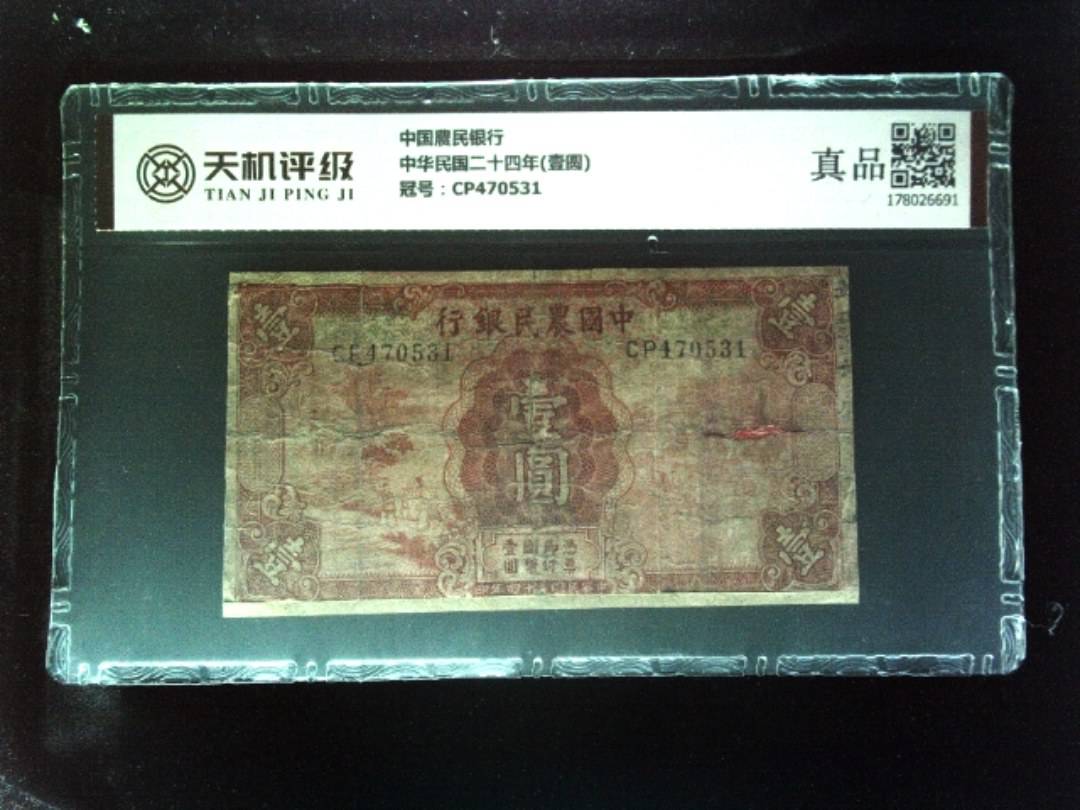 天机评级
TIAN JI PING JI
中国農民银行
中华民国二十四年(壹圆)
冠号：CP470531
真品
178026691
壹
壹
行銀民農國中
CP470531
CP470531
壹
圓
壹
壹